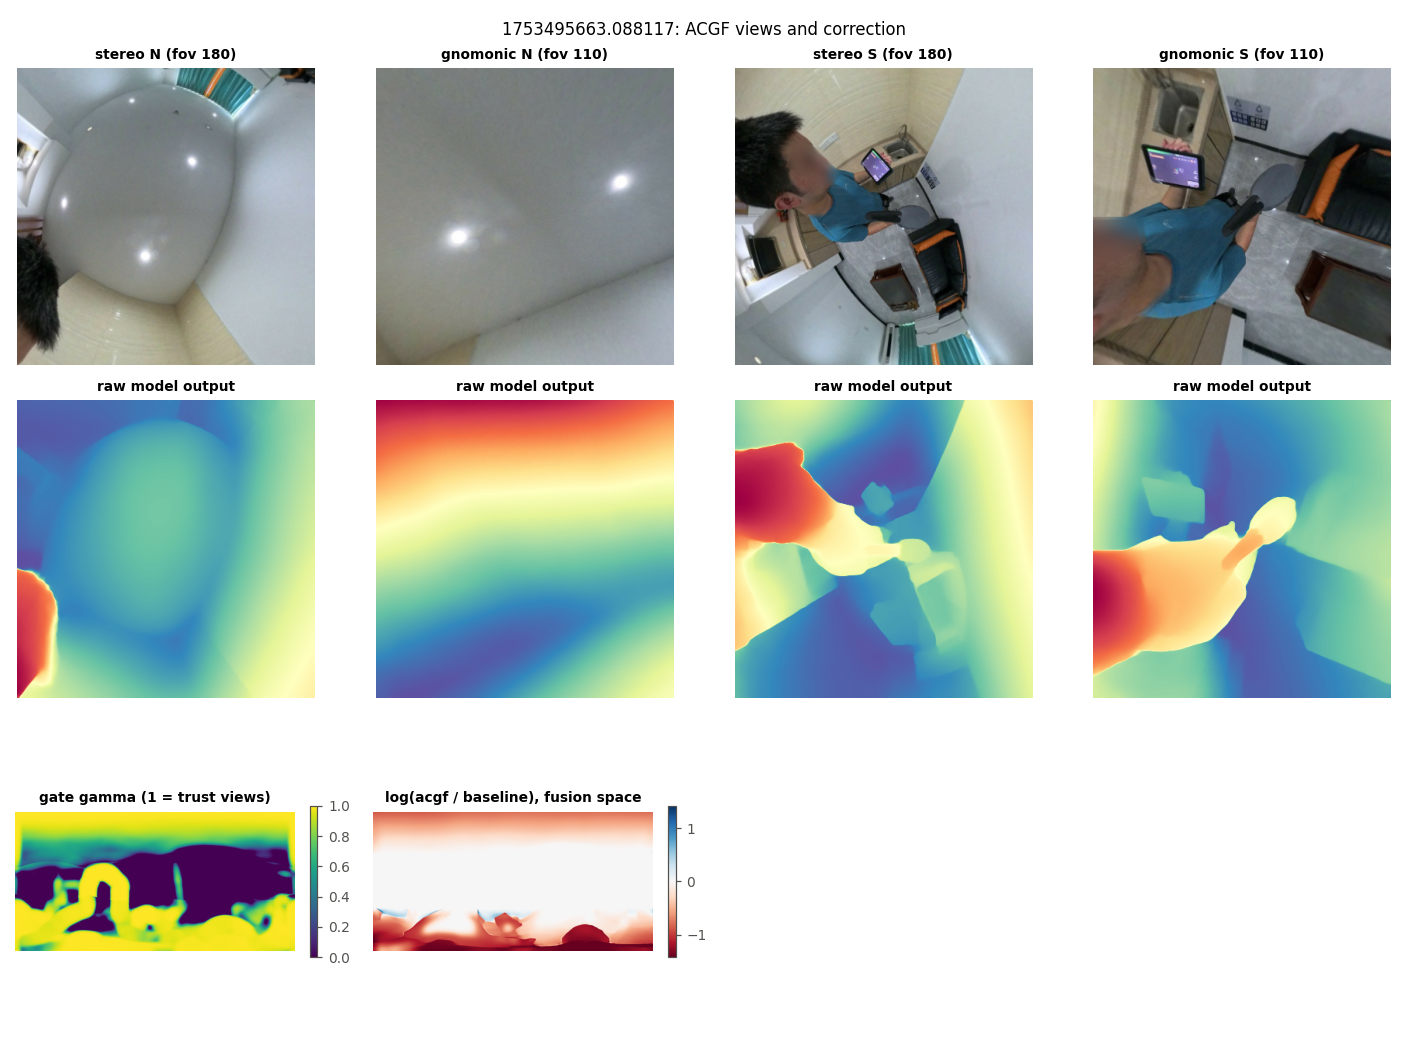 1753495663.088117: ACGF views and correction
stereo N (fov 180)
gnomonic N (fov 110)
stereo S (fov 180)
gnomonic S (fov 110)
raw model output
raw model output
raw model output
raw model output
gate gamma (1 = trust views)
1.0
0.8
0.6
0.4
0.2
0.0
log(acgf / baseline), fusion space
1
0
−1